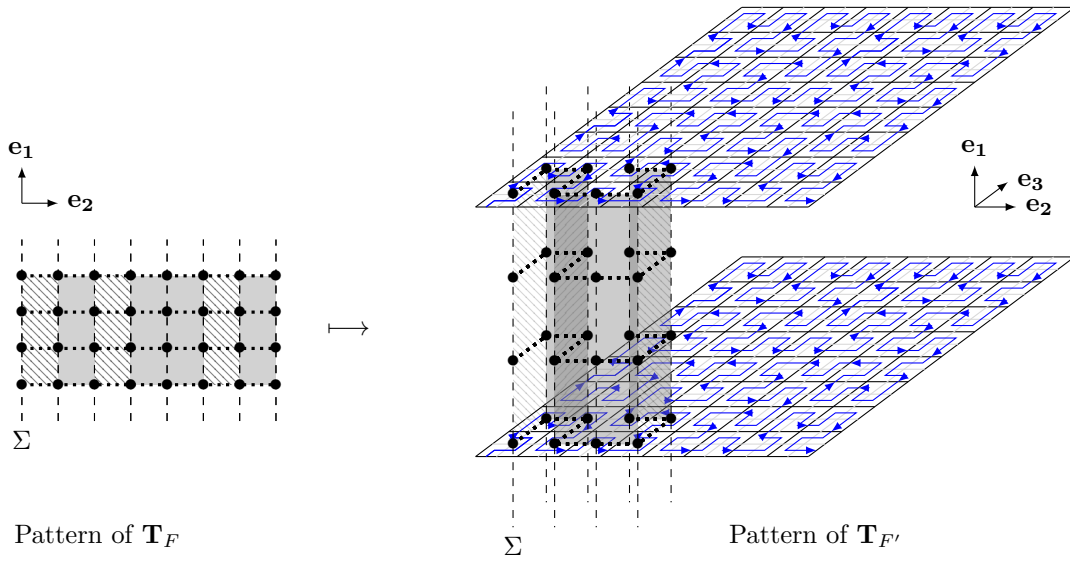 e₁
e₂
Σ
Pattern of T_F
⟼
e₁
e₃
e₂
Σ
Pattern of T_F′